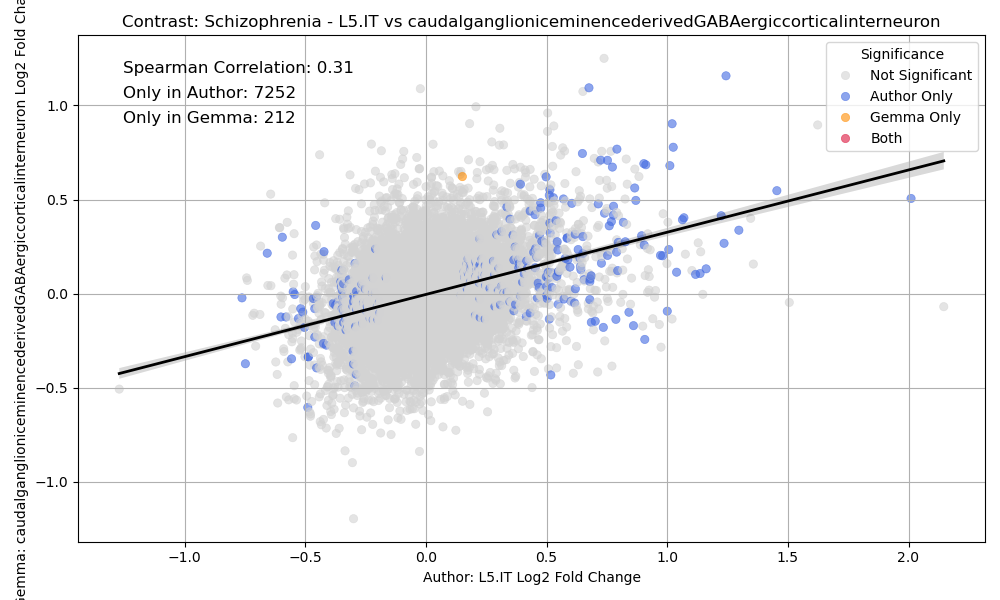 Contrast: Schizophrenia - L5.IT vs caudalganglioniceminencederivedGABAergiccorticalinterneuron
Spearman Correlation: 0.31
Only in Author: 7252
Only in Gemma: 212
Significance
Not Significant
Author Only
Gemma Only
Both
1.0
0.5
0.0
−0.5
−1.0
−1.0
−0.5
0.0
0.5
1.0
1.5
2.0
Author: L5.IT Log2 Fold Change
Gemma: caudalganglioniceminencederivedGABAergiccorticalinterneuron Log2 Fold Cha